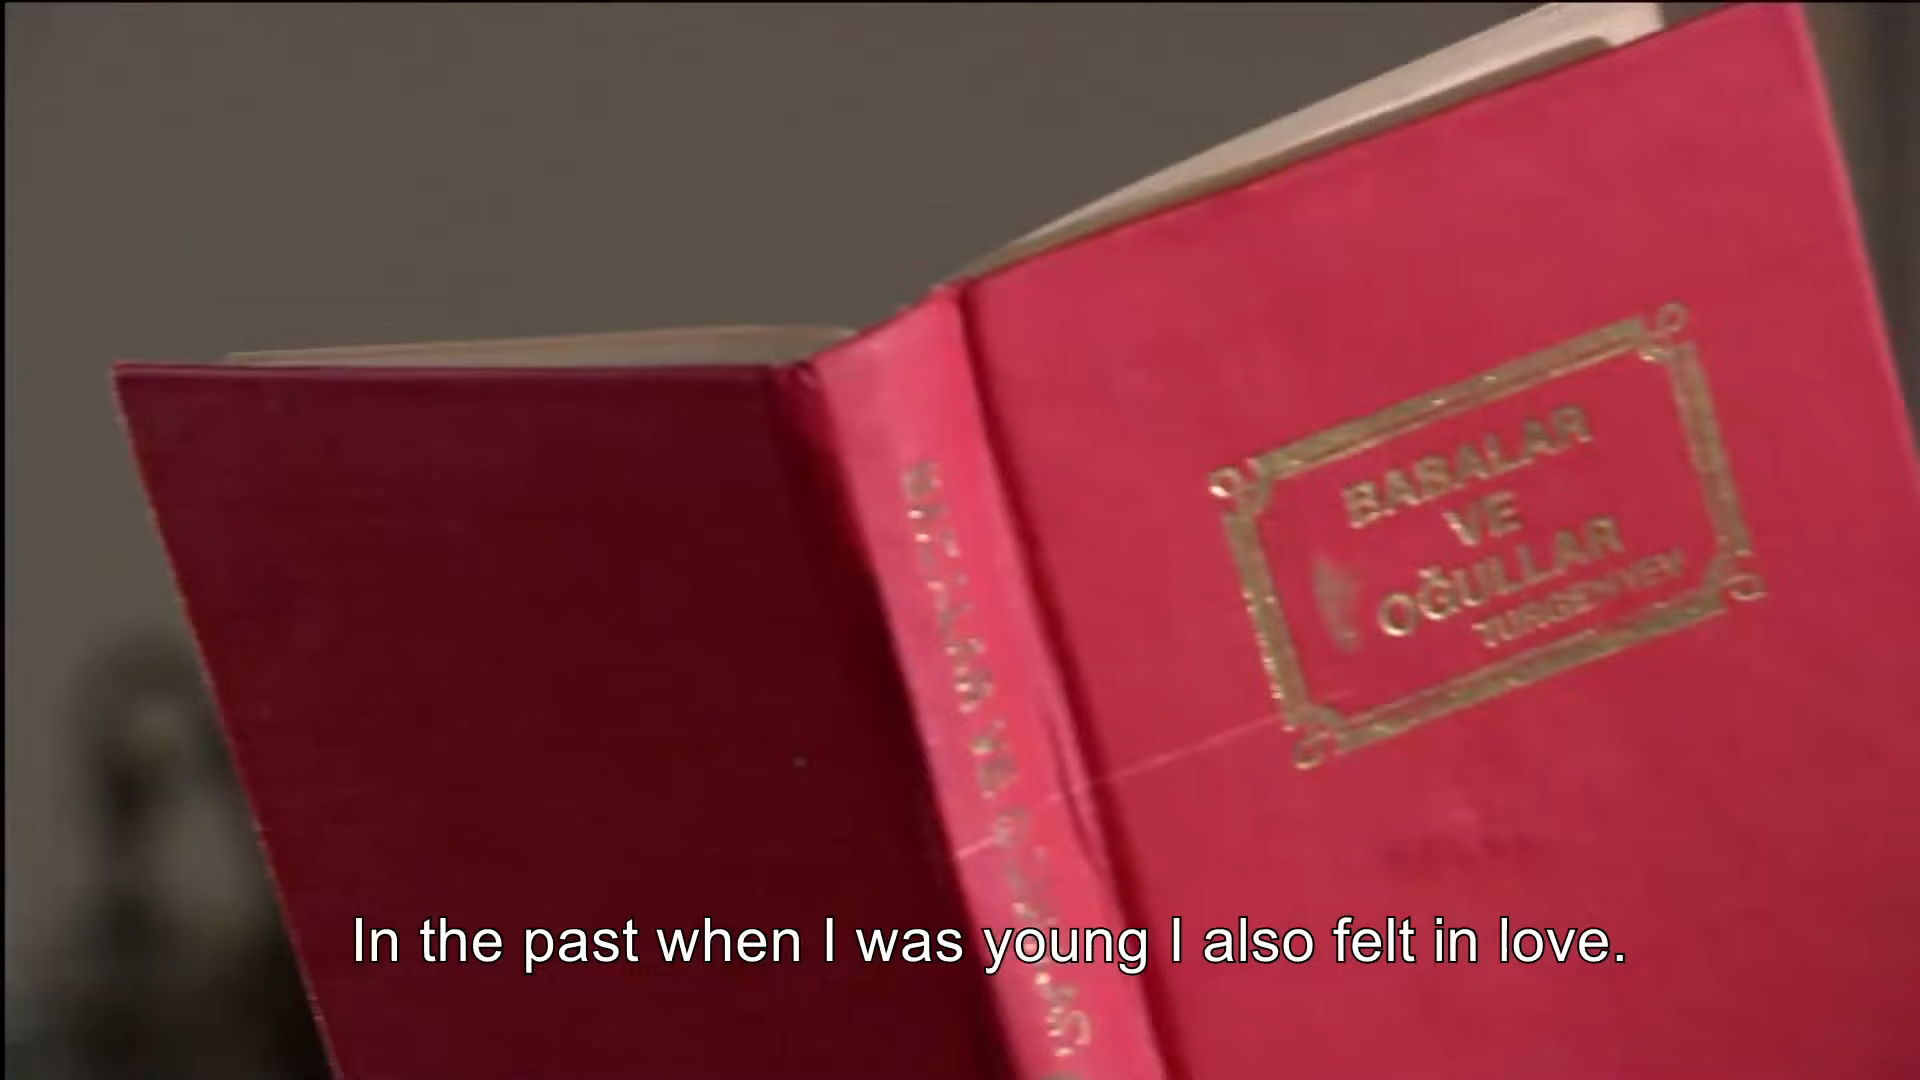 BABALAR
VE
OĞULLAR
TURGENYEV
In the past when I was young I also felt in love.